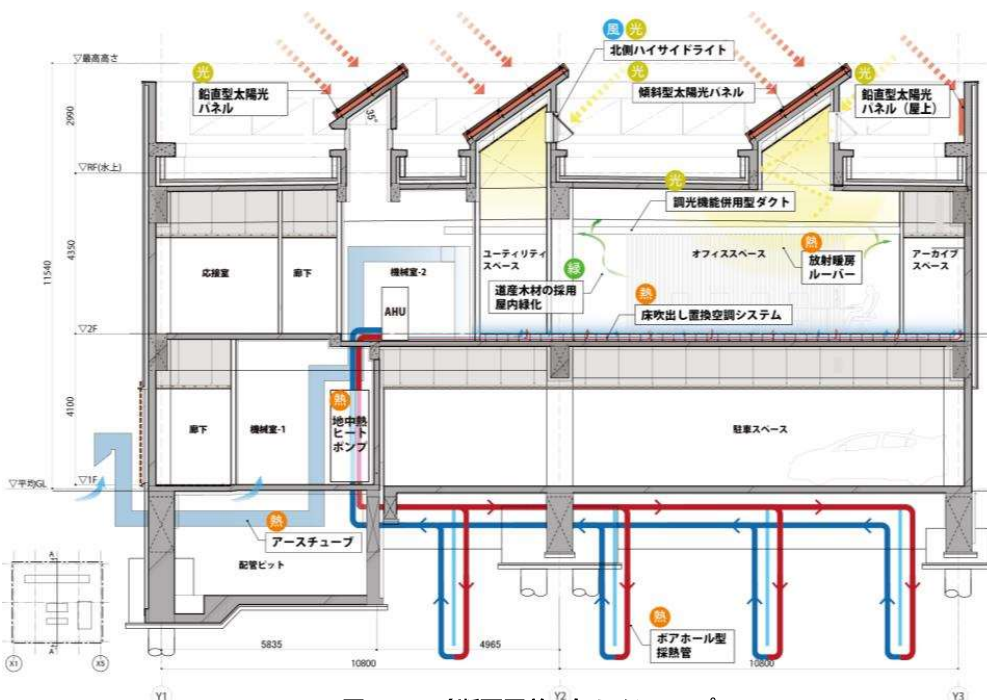 風 光
北側ハイサイドライト
▽最高高さ
光
鉛直型太陽光
パネル
35°
光
傾斜型太陽光パネル
光
鉛直型太陽光
パネル（屋上）
2990
▽RF(水上)
光
調光機能併用型ダクト
11540
4350
応接室
廊下
機械室-2
ユーティリティ
スペース
オフィススペース
熱
放射暖房
ルーバー
アーカイブ
スペース
緑
道産木材の採用
屋内緑化
AHU
熱
床吹出し置換空調システム
▽2F
4100
廊下
機械室-1
熱
地中熱
ヒート
ポンプ
駐車スペース
▽平均GL
▽1F
熱
アースチューブ
配管ピット
熱
ボアホール型
採熱管
A
A
X1
X5
5835
4965
10800
10800
Y1
Y2
Y3